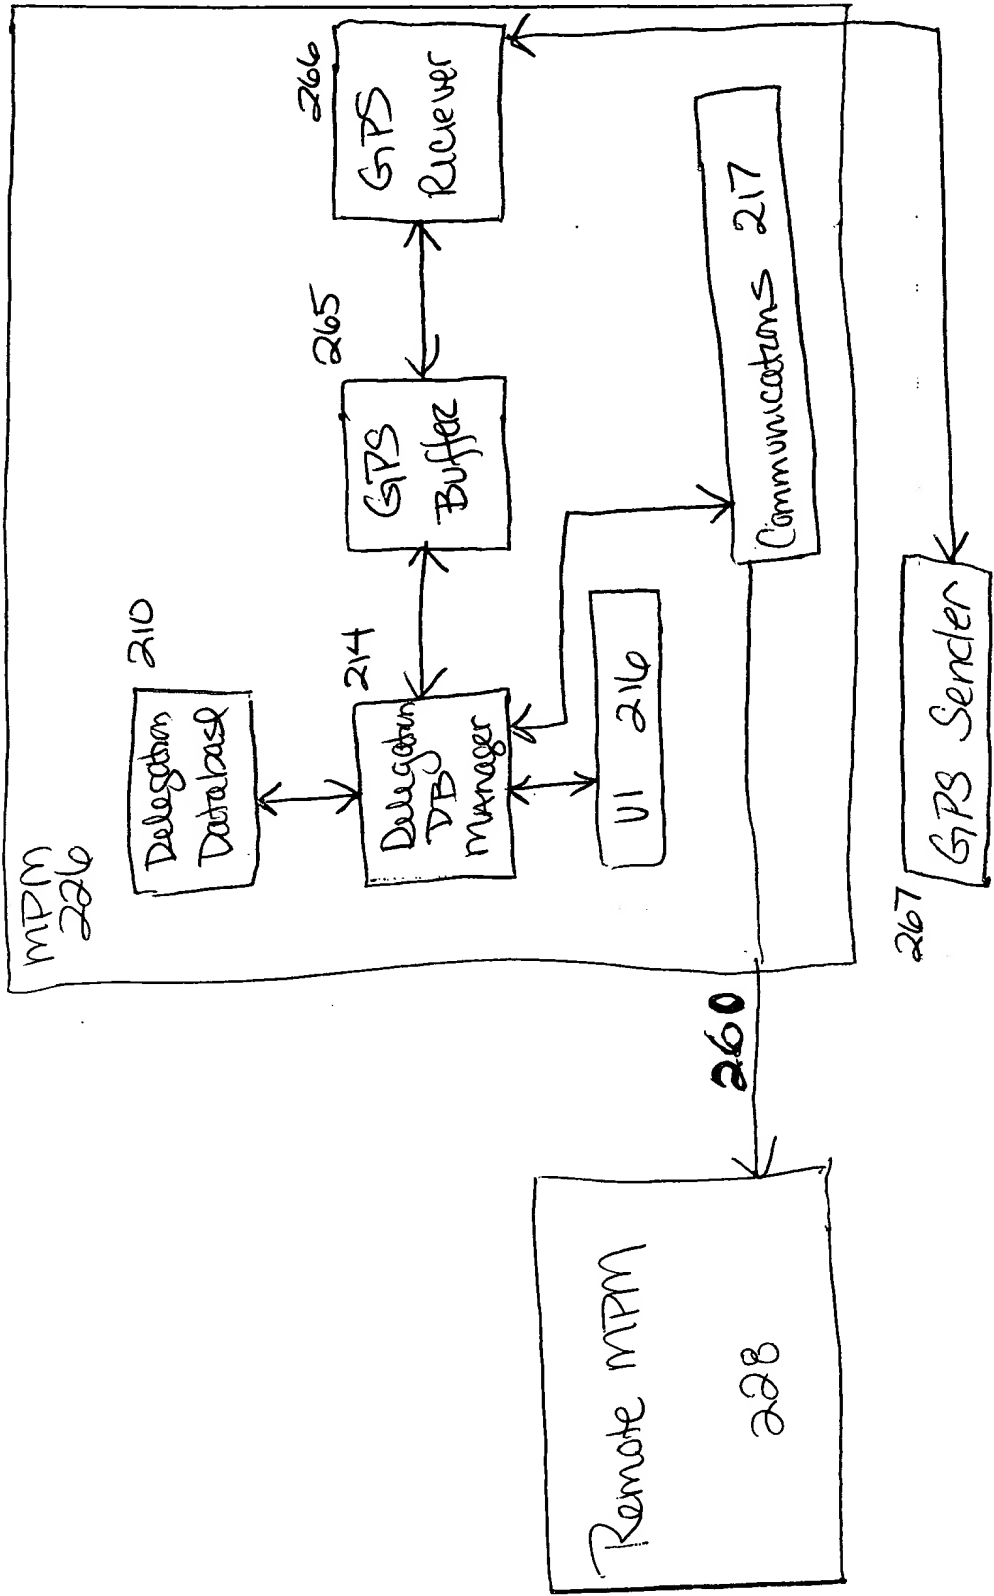 MPM
226
210
Delegation
Database
214
Delegation
DB
MAnager
265
GPS
Buffer
266
GPS
Reciever
UI 216
Remote MPM
228
260
Communications 217
267
GPS Sender